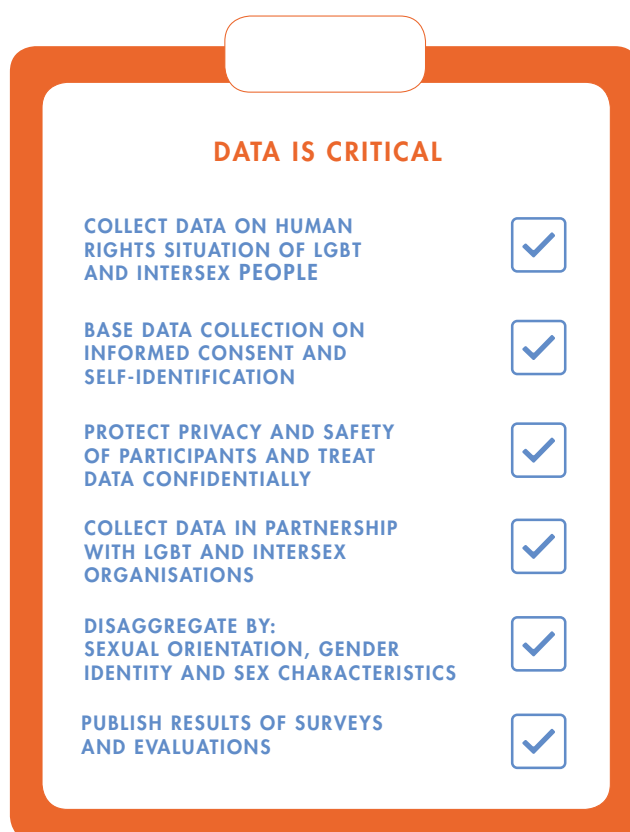 DATA IS CRITICAL
COLLECT DATA ON HUMAN
RIGHTS SITUATION OF LGBT
AND INTERSEX PEOPLE
BASE DATA COLLECTION ON
INFORMED CONSENT AND
SELF-IDENTIFICATION
PROTECT PRIVACY AND SAFETY
OF PARTICIPANTS AND TREAT
DATA CONFIDENTIALLY
COLLECT DATA IN PARTNERSHIP
WITH LGBT AND INTERSEX
ORGANISATIONS
DISAGGREGATE BY:
SEXUAL ORIENTATION, GENDER
IDENTITY AND SEX CHARACTERISTICS
PUBLISH RESULTS OF SURVEYS
AND EVALUATIONS